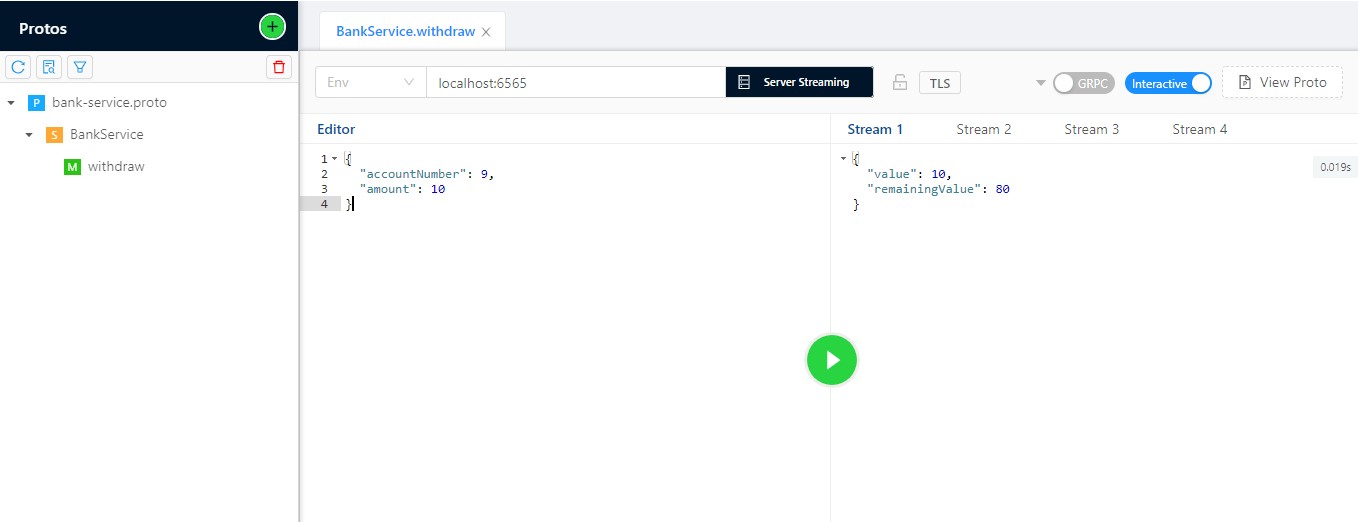 Protos
bank-service.proto
BankService
withdraw
BankService.withdraw
Env
localhost:6565
Server Streaming
TLS
GRPC
Interactive
View Proto
Editor
1 {
2 "accountNumber": 9,
3 "amount": 10
4 }
Stream 1 Stream 2 Stream 3 Stream 4
{
"value": 10,
"remainingValue": 80
}
0.019s
P
S
M